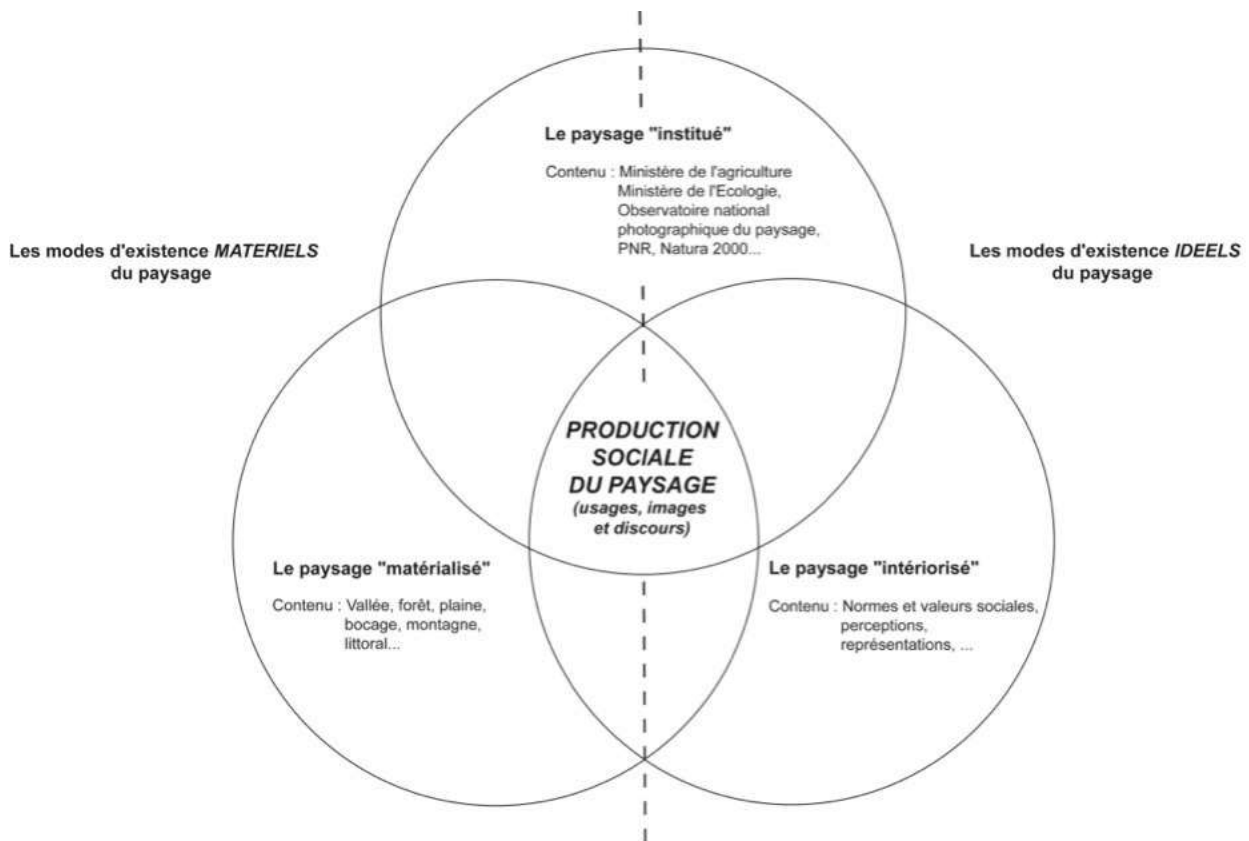 Le paysage "institué"
Contenu : Ministère de l'agriculture
Ministère de l'Ecologie,
Observatoire national
photographique du paysage,
PNR, Natura 2000...
Les modes d'existence MATERIELS
du paysage
Les modes d'existence IDEELS
du paysage
PRODUCTION
SOCIALE
DU PAYSAGE
(usages, images
et discours)
Le paysage "matérialisé"
Contenu : Vallée, forêt, plaine,
bocage, montagne,
littoral...
Le paysage "intériorisé"
Contenu : Normes et valeurs sociales,
perceptions,
représentations, ...